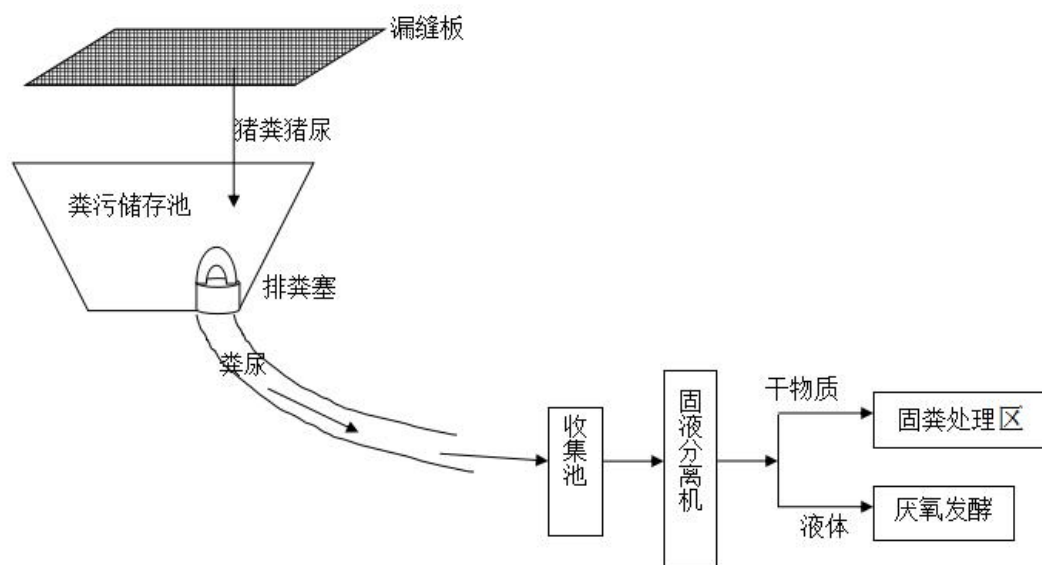 漏缝板
猪粪猪尿
粪污储存池
排粪塞
粪尿
收集池
固液分离机
干物质
固粪处理区
液体
厌氧发酵